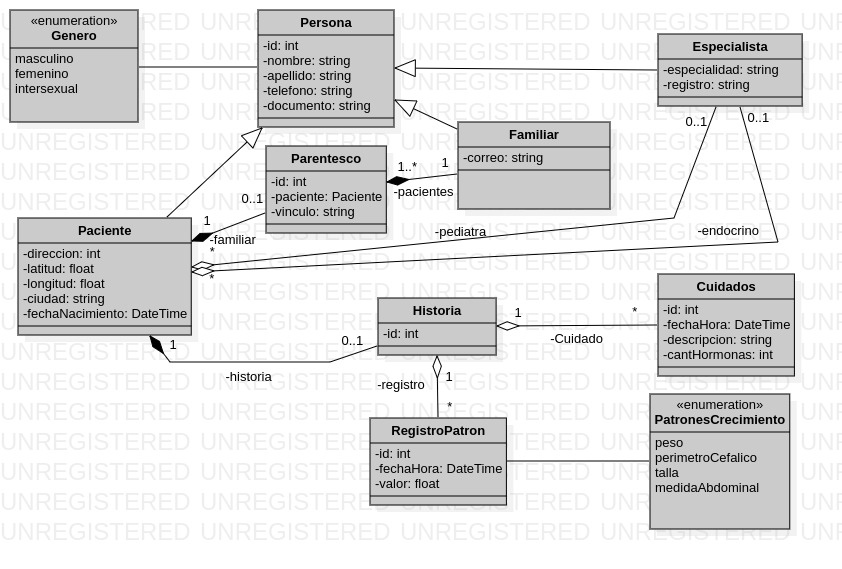 «enumeration»
Genero
masculino
femenino
intersexual
Persona
-id: int
-nombre: string
-apellido: string
-telefono: string
-documento: string
Especialista
-especialidad: string
-registro: string
0..1
0..1
Familiar
-correo: string
Parentesco
-id: int
-paciente: Paciente
-vinculo: string
1..*
1
-pacientes
0..1
1
-familiar
*
*
-pediatra
-endocrino
Paciente
-direccion: int
-latitud: float
-longitud: float
-ciudad: string
-fechaNacimiento: DateTime
1
0..1
-historia
Historia
-id: int
1
*
-Cuidado
Cuidados
-id: int
-fechaHora: DateTime
-descripcion: string
-cantHormonas: int
-registro
1
*
RegistroPatron
-id: int
-fechaHora: DateTime
-valor: float
«enumeration»
PatronesCrecimiento
peso
perimetroCefalico
talla
medidaAbdominal
UNREGISTERED